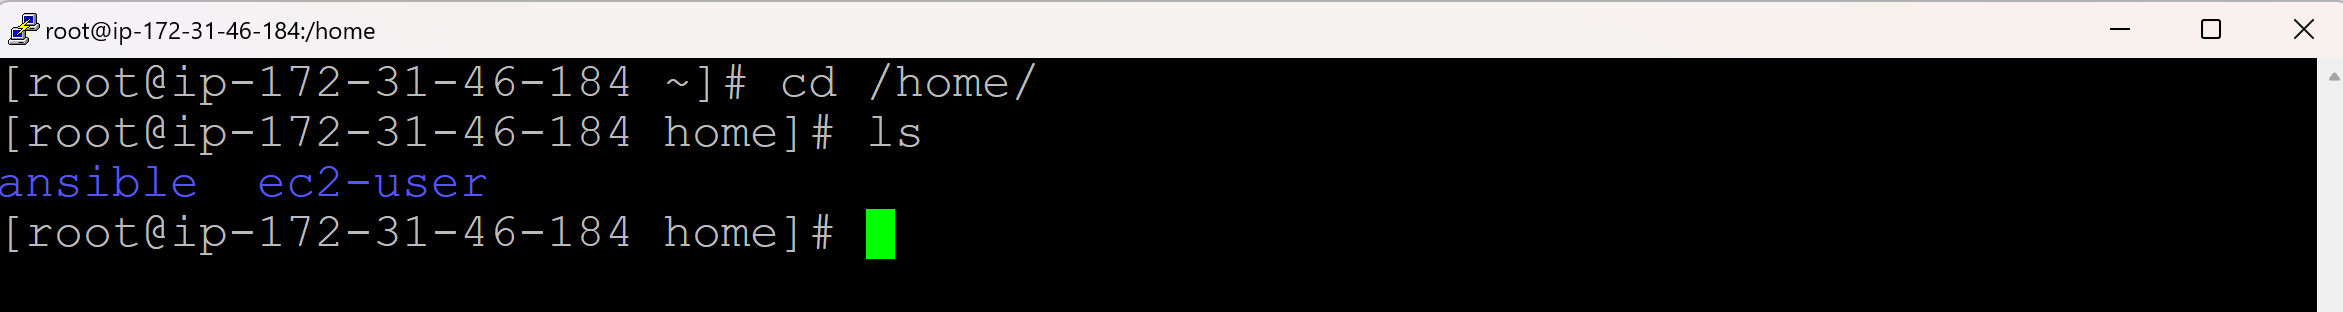 root@ip-172-31-46-184:/home
[root@ip-172-31-46-184 ~]# cd /home/
[root@ip-172-31-46-184 home]# ls
ansible  ec2-user
[root@ip-172-31-46-184 home]#